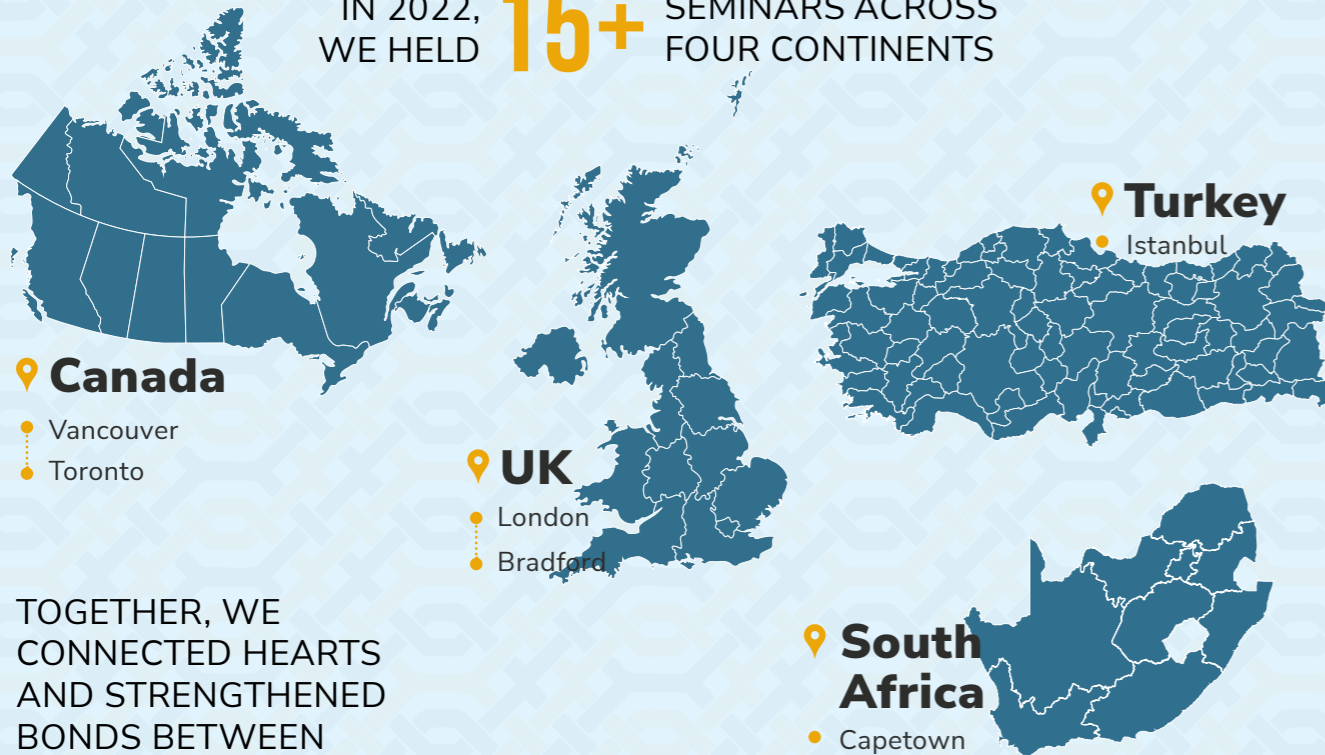 IN 2022,
WE HELD
15+
SEMINARS ACROSS
FOUR CONTINENTS
Turkey
Istanbul
Canada
Vancouver
Toronto
UK
London
Bradford
TOGETHER, WE
CONNECTED HEARTS
AND STRENGTHENED
BONDS BETWEEN
South
Africa
Capetown